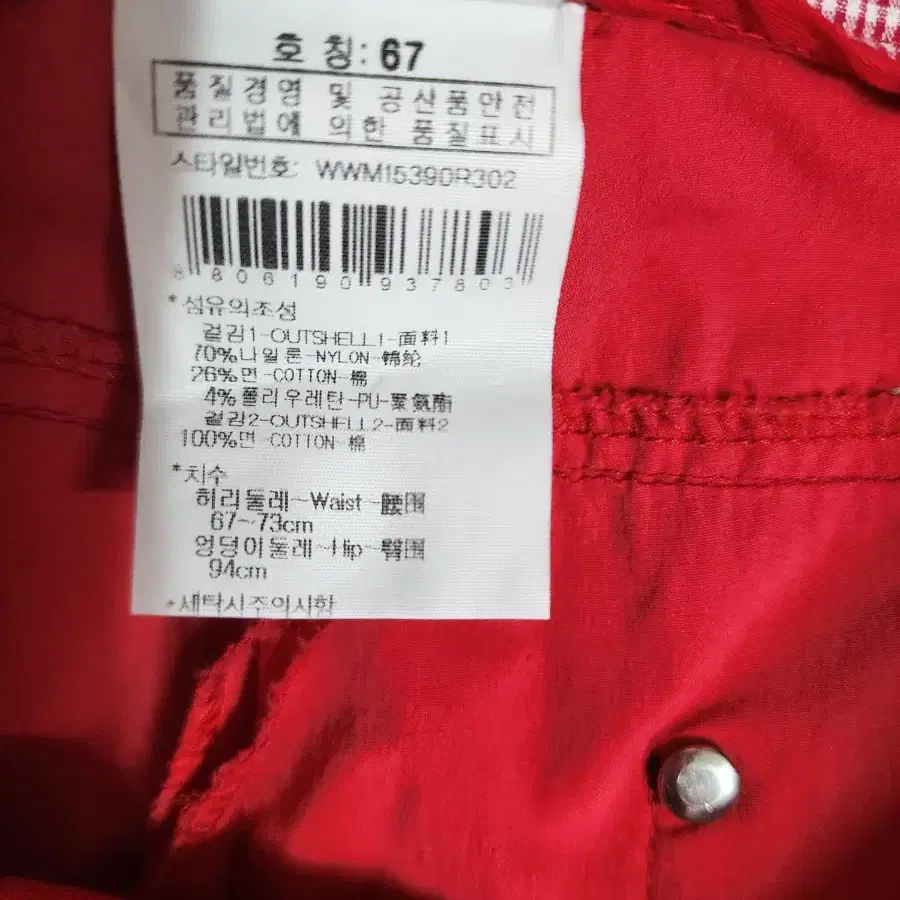 호 칭: 67
품질경영 및 공산품안전
관리법에 의한 품질표시
스타일번호: WWM15390R302
8 806190 937803
*섬유의조성
겉감1-OUTSHELL1-面料1
70%나일론-NYLON-锦纶
26%면-COTTON-棉
4%폴리우레탄-PU-聚氨酯
겉감2-OUTSHELL2-面料2
100%면-COTTON-棉
*치수
허리둘레-Waist-腰围
67~73cm
엉덩이둘레-Hip-臀围
94cm
*세탁시주의사항